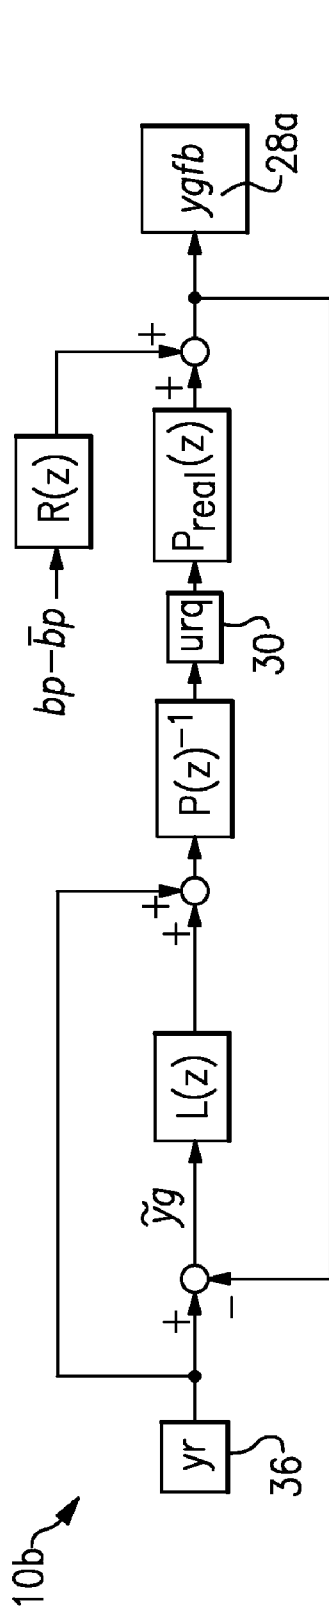 10b
yr
36
+
−
ỹg
L(z)
+
+
P(z)⁻¹
urq
30
P_real(z)
bp−b̄p
R(z)
+
+
ygfb
28a